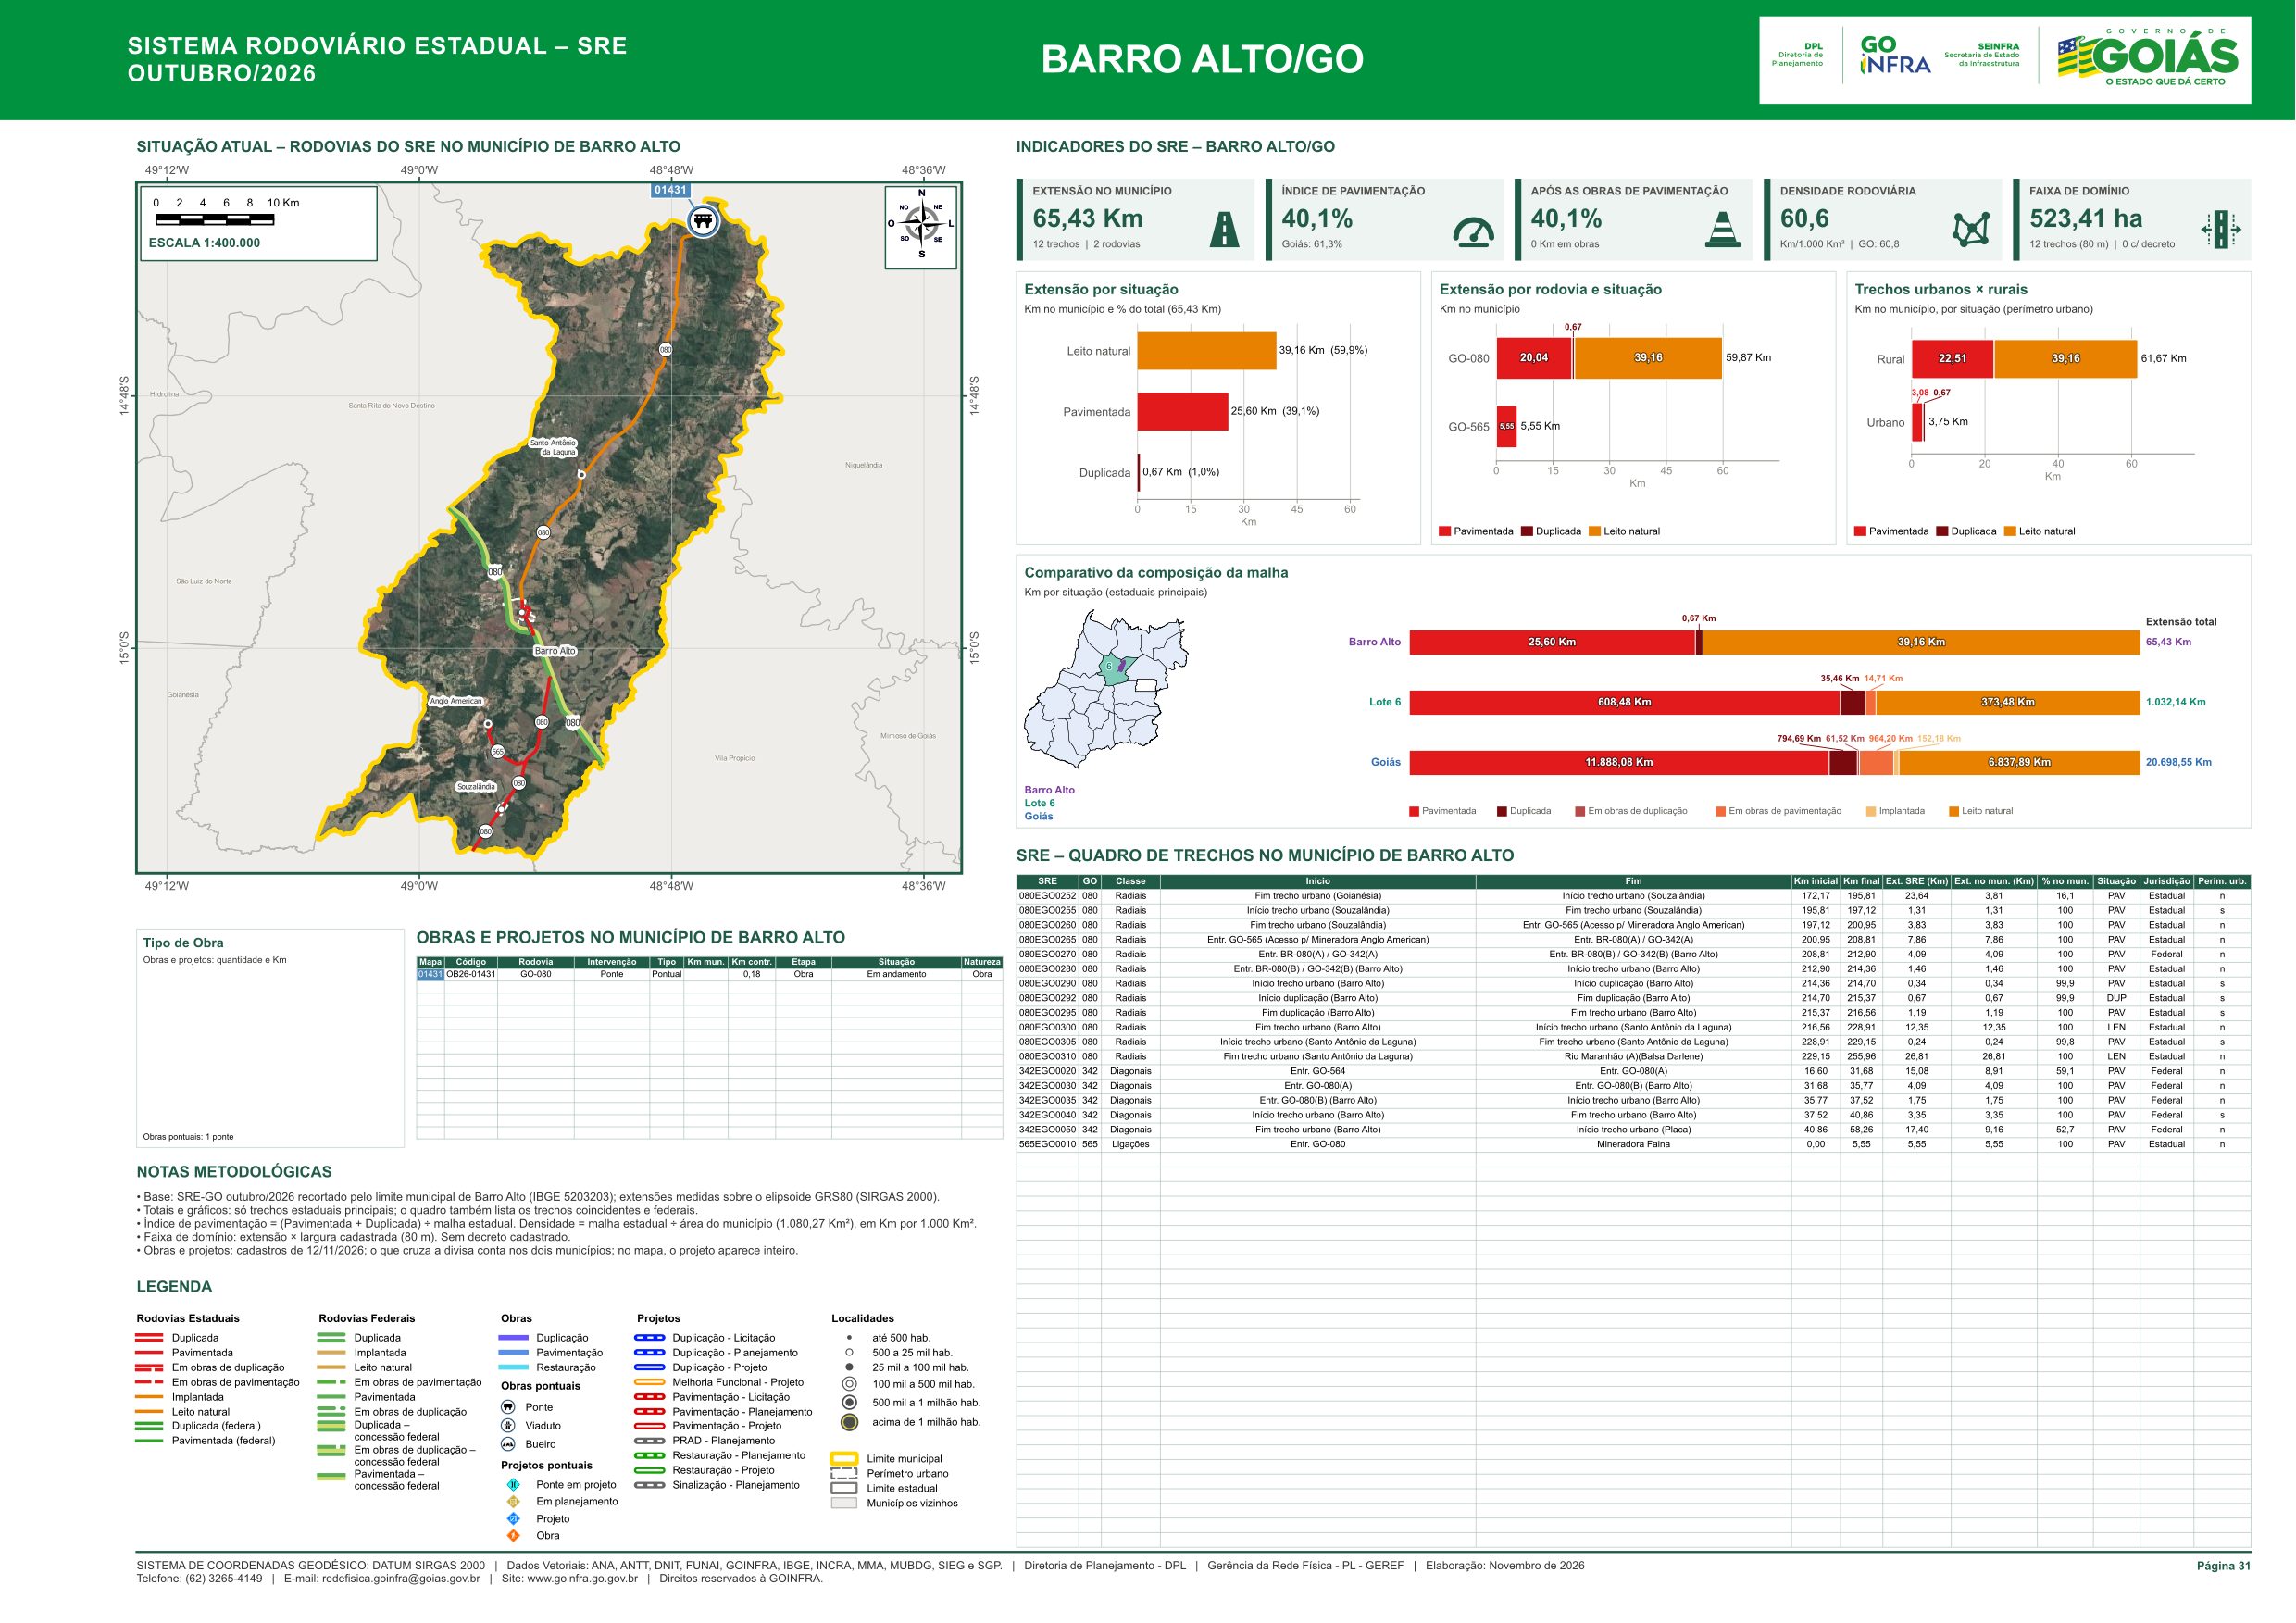 SISTEMA RODOVIÁRIO ESTADUAL – SRE
OUTUBRO/2026
BARRO ALTO/GO
DPL
Diretoria de
Planejamento
GO
INFRA
SEINFRA
Secretaria de Estado
da Infraestrutura
GOVERNO DE
GOIÁS
O ESTADO QUE DÁ CERTO
SITUAÇÃO ATUAL – RODOVIAS DO SRE NO MUNICÍPIO DE BARRO ALTO
49°12'W 49°0'W 48°48'W 48°36'W
0 2 4 6 8 10 Km
ESCALA 1:400.000
01431
N
NO NE
O L
SO SE
S
080
14°48'S 14°48'S
Hidrolina
Santa Rita do Novo Destino
Santo Antônio
da Laguna
Niquelândia
080
080
São Luiz do Norte
15°0'S 15°0'S
Barro Alto
Goianésia
Anglo American
080 080
Mimoso de Goiás
565
Vila Propício
080
Souzalândia
080
49°12'W 49°0'W 48°48'W 48°36'W
Tipo de Obra
Obras e projetos: quantidade e Km
Obras pontuais: 1 ponte
OBRAS E PROJETOS NO MUNICÍPIO DE BARRO ALTO
Mapa Código Rodovia Intervenção Tipo Km mun. Km contr. Etapa Situação Natureza
01431 OB26-01431 GO-080 Ponte Pontual 0,18 Obra Em andamento Obra
NOTAS METODOLÓGICAS
• Base: SRE-GO outubro/2026 recortado pelo limite municipal de Barro Alto (IBGE 5203203); extensões medidas sobre o elipsoide GRS80 (SIRGAS 2000).
• Totais e gráficos: só trechos estaduais principais; o quadro também lista os trechos coincidentes e federais.
• Índice de pavimentação = (Pavimentada + Duplicada) ÷ malha estadual. Densidade = malha estadual ÷ área do município (1.080,27 Km²), em Km por 1.000 Km².
• Faixa de domínio: extensão × largura cadastrada (80 m). Sem decreto cadastrado.
• Obras e projetos: cadastros de 12/11/2026; o que cruza a divisa conta nos dois municípios; no mapa, o projeto aparece inteiro.
LEGENDA
Rodovias Estaduais
Duplicada
Pavimentada
Em obras de duplicação
Em obras de pavimentação
Implantada
Leito natural
Duplicada (federal)
Pavimentada (federal)
Rodovias Federais
Duplicada
Implantada
Leito natural
Em obras de pavimentação
Pavimentada
Em obras de duplicação
Duplicada –
concessão federal
Em obras de duplicação –
concessão federal
Pavimentada –
concessão federal
Obras
Duplicação
Pavimentação
Restauração
Obras pontuais
Ponte
Viaduto
Bueiro
Projetos pontuais
Ponte em projeto
Em planejamento
Projeto
Obra
Projetos
Duplicação - Licitação
Duplicação - Planejamento
Duplicação - Projeto
Melhoria Funcional - Projeto
Pavimentação - Licitação
Pavimentação - Planejamento
Pavimentação - Projeto
PRAD - Planejamento
Restauração - Planejamento
Restauração - Projeto
Sinalização - Planejamento
Localidades
até 500 hab.
500 a 25 mil hab.
25 mil a 100 mil hab.
100 mil a 500 mil hab.
500 mil a 1 milhão hab.
acima de 1 milhão hab.
Limite municipal
Perímetro urbano
Limite estadual
Municípios vizinhos
INDICADORES DO SRE – BARRO ALTO/GO
EXTENSÃO NO MUNICÍPIO
65,43 Km
12 trechos | 2 rodovias
ÍNDICE DE PAVIMENTAÇÃO
40,1%
Goiás: 61,3%
APÓS AS OBRAS DE PAVIMENTAÇÃO
40,1%
0 Km em obras
DENSIDADE RODOVIÁRIA
60,6
Km/1.000 Km² | GO: 60,8
FAIXA DE DOMÍNIO
523,41 ha
12 trechos (80 m) | 0 c/ decreto
Extensão por situação
Km no município e % do total (65,43 Km)
Leito natural 39,16 Km (59,9%)
Pavimentada 25,60 Km (39,1%)
Duplicada 0,67 Km (1,0%)
0 15 30 45 60
Km
Extensão por rodovia e situação
Km no município
0,67
GO-080 20,04 39,16 59,87 Km
GO-565 5,55 5,55 Km
0 15 30 45 60
Km
Pavimentada Duplicada Leito natural
Trechos urbanos × rurais
Km no município, por situação (perímetro urbano)
Rural 22,51 39,16 61,67 Km
3,08 0,67
Urbano 3,75 Km
0 20 40 60
Km
Pavimentada Duplicada Leito natural
Comparativo da composição da malha
Km por situação (estaduais principais)
6
Barro Alto
Lote 6
Goiás
0,67 Km Extensão total
Barro Alto 25,60 Km 39,16 Km 65,43 Km
35,46 Km 14,71 Km
Lote 6 608,48 Km 373,48 Km 1.032,14 Km
794,69 Km 61,52 Km 964,20 Km 152,18 Km
Goiás 11.888,08 Km 6.837,89 Km 20.698,55 Km
Pavimentada Duplicada Em obras de duplicação Em obras de pavimentação Implantada Leito natural
SRE – QUADRO DE TRECHOS NO MUNICÍPIO DE BARRO ALTO
SRE GO Classe Início Fim Km inicial Km final Ext. SRE (Km) Ext. no mun. (Km) % no mun. Situação Jurisdição Perím. urb.
080EGO0252 080 Radiais Fim trecho urbano (Goianésia) Início trecho urbano (Souzalândia) 172,17 195,81 23,64 3,81 16,1 PAV Estadual n
080EGO0255 080 Radiais Início trecho urbano (Souzalândia) Fim trecho urbano (Souzalândia) 195,81 197,12 1,31 1,31 100 PAV Estadual s
080EGO0260 080 Radiais Fim trecho urbano (Souzalândia) Entr. GO-565 (Acesso p/ Mineradora Anglo American) 197,12 200,95 3,83 3,83 100 PAV Estadual n
080EGO0265 080 Radiais Entr. GO-565 (Acesso p/ Mineradora Anglo American) Entr. BR-080(A) / GO-342(A) 200,95 208,81 7,86 7,86 100 PAV Estadual n
080EGO0270 080 Radiais Entr. BR-080(A) / GO-342(A) Entr. BR-080(B) / GO-342(B) (Barro Alto) 208,81 212,90 4,09 4,09 100 PAV Federal n
080EGO0280 080 Radiais Entr. BR-080(B) / GO-342(B) (Barro Alto) Início trecho urbano (Barro Alto) 212,90 214,36 1,46 1,46 100 PAV Estadual n
080EGO0290 080 Radiais Início trecho urbano (Barro Alto) Início duplicação (Barro Alto) 214,36 214,70 0,34 0,34 99,9 PAV Estadual s
080EGO0292 080 Radiais Início duplicação (Barro Alto) Fim duplicação (Barro Alto) 214,70 215,37 0,67 0,67 99,9 DUP Estadual s
080EGO0295 080 Radiais Fim duplicação (Barro Alto) Fim trecho urbano (Barro Alto) 215,37 216,56 1,19 1,19 100 PAV Estadual s
080EGO0300 080 Radiais Fim trecho urbano (Barro Alto) Início trecho urbano (Santo Antônio da Laguna) 216,56 228,91 12,35 12,35 100 LEN Estadual n
080EGO0305 080 Radiais Início trecho urbano (Santo Antônio da Laguna) Fim trecho urbano (Santo Antônio da Laguna) 228,91 229,15 0,24 0,24 99,8 PAV Estadual s
080EGO0310 080 Radiais Fim trecho urbano (Santo Antônio da Laguna) Rio Maranhão (A)(Balsa Darlene) 229,15 255,96 26,81 26,81 100 LEN Estadual n
342EGO0020 342 Diagonais Entr. GO-564 Entr. GO-080(A) 16,60 31,68 15,08 8,91 59,1 PAV Federal n
342EGO0030 342 Diagonais Entr. GO-080(A) Entr. GO-080(B) (Barro Alto) 31,68 35,77 4,09 4,09 100 PAV Federal n
342EGO0035 342 Diagonais Entr. GO-080(B) (Barro Alto) Início trecho urbano (Barro Alto) 35,77 37,52 1,75 1,75 100 PAV Federal n
342EGO0040 342 Diagonais Início trecho urbano (Barro Alto) Fim trecho urbano (Barro Alto) 37,52 40,86 3,35 3,35 100 PAV Federal s
342EGO0050 342 Diagonais Fim trecho urbano (Barro Alto) Início trecho urbano (Placa) 40,86 58,26 17,40 9,16 52,7 PAV Federal n
565EGO0010 565 Ligações Entr. GO-080 Mineradora Faina 0,00 5,55 5,55 5,55 100 PAV Estadual n
SISTEMA DE COORDENADAS GEODÉSICO: DATUM SIRGAS 2000 | Dados Vetoriais: ANA, ANTT, DNIT, FUNAI, GOINFRA, IBGE, INCRA, MMA, MUBDG, SIEG e SGP. | Diretoria de Planejamento - DPL | Gerência da Rede Física - PL - GEREF | Elaboração: Novembro de 2026
Telefone: (62) 3265-4149 | E-mail: redefisica.goinfra@goias.gov.br | Site: www.goinfra.go.gov.br | Direitos reservados à GOINFRA.
Página 31